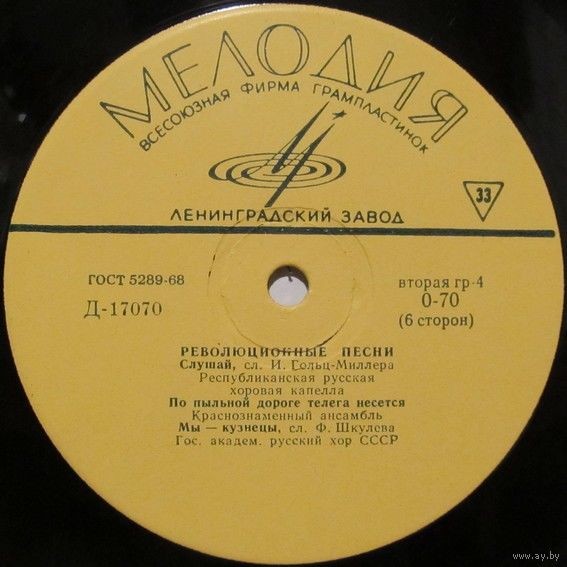 МЕЛОДИЯ
ВСЕСОЮЗНАЯ ФИРМА ГРАМПЛАСТИНОК
33
ЛЕНИНГРАДСКИЙ ЗАВОД
ГОСТ 5289-68
Д-17070
вторая гр-4
0-70
(6 сторон)
РЕВОЛЮЦИОННЫЕ ПЕСНИ
Слушай, сл. И. Гольц-Миллера
Республиканская русская
хоровая капелла
По пыльной дороге телега несется
Краснознаменный ансамбль
Мы — кузнецы, сл. Ф. Шкулева
Гос. академ. русский хор СССР
www.ay.by